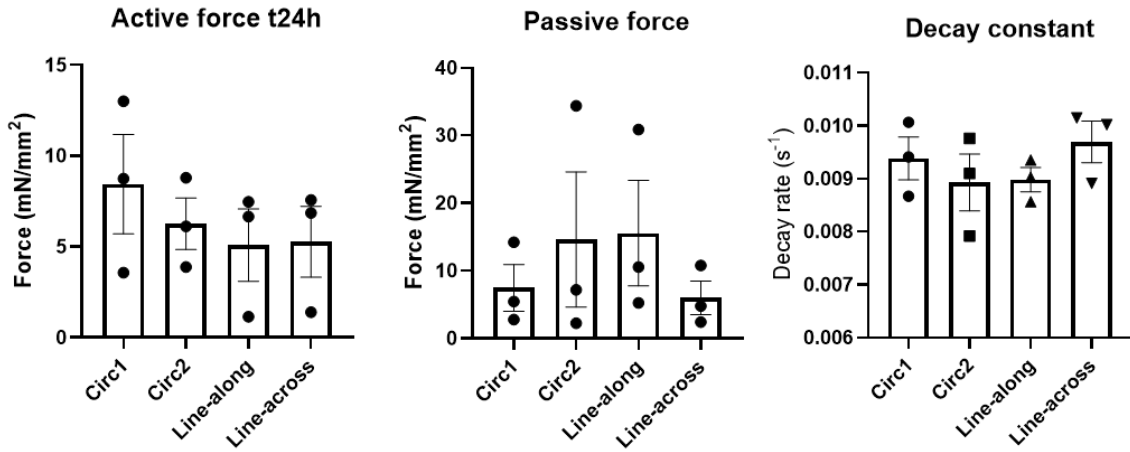 Active force t24h
Force (mN/mm²)
15
10
5
0
Circ1
Circ2
Line-along
Line-across
Passive force
Force (mN/mm²)
40
30
20
10
0
Circ1
Circ2
Line-along
Line-across
Decay constant
Decay rate (s⁻¹)
0.011
0.010
0.009
0.008
0.007
0.006
Circ1
Circ2
Line-along
Line-across